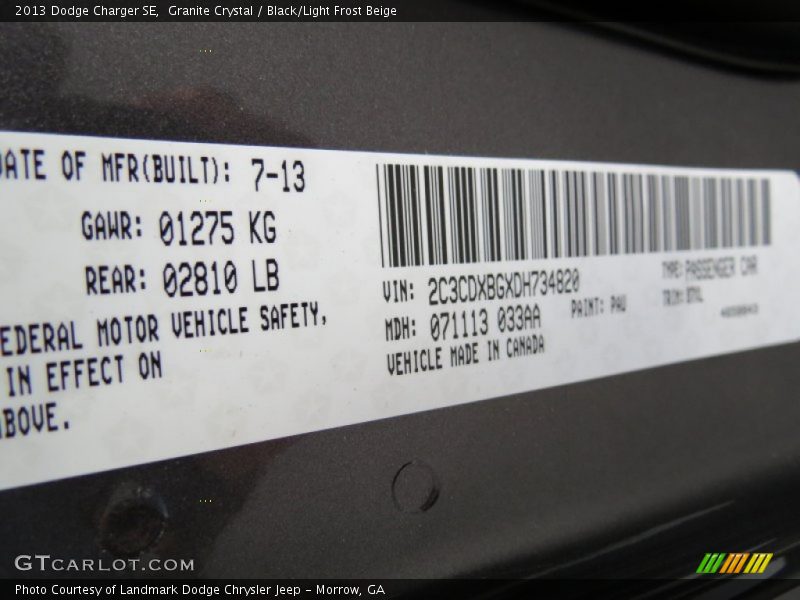 2013 Dodge Charger SE,  Granite Crystal / Black/Light Frost Beige
DATE OF MFR(BUILT): 7-13
GAWR: 01275 KG
REAR: 02810 LB
FEDERAL MOTOR VEHICLE SAFETY,
IN EFFECT ON
ABOVE.
VIN: 2C3CDXBGXDH734820
TYPE: PASSENGER CAR
MDH: 071113 033AA
PAINT: PAU
TRIM:
VEHICLE MADE IN CANADA
GTCARLOT.COM
Photo Courtesy of Landmark Dodge Chrysler Jeep – Morrow, GA